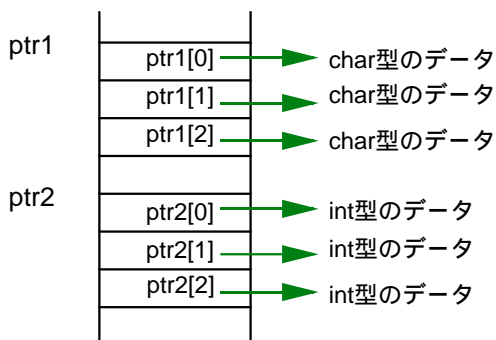 ptr1
ptr1[0] char型のデータ
ptr1[1] char型のデータ
ptr1[2] char型のデータ
ptr2
ptr2[0] int型のデータ
ptr2[1] int型のデータ
ptr2[2] int型のデータ